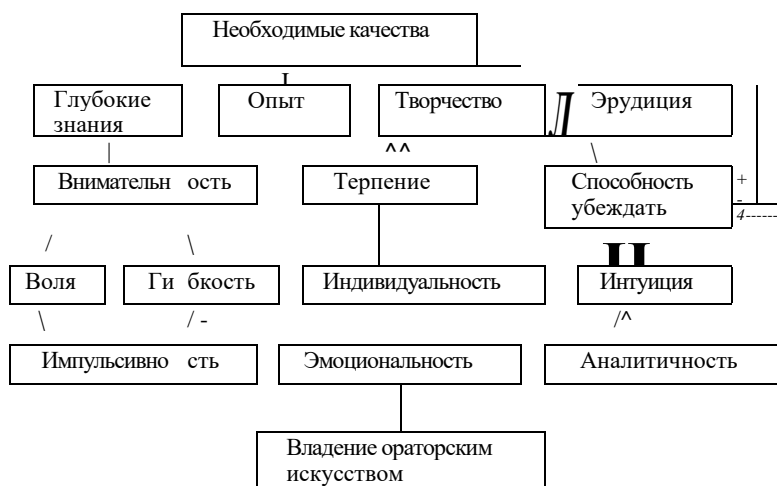 Необходимые качества
Глубокие знания
Опыт
Творчество
Л
Эрудиция
|
^^
\
Внимательн ость
Терпение
Способность убеждать
+
-
4------
/
\
Воля
Ги бкость
Индивидуальность
Интуиция
\
/ -
/^
Импульсивно сть
Эмоциональность
Аналитичность
Владение ораторским
искусством